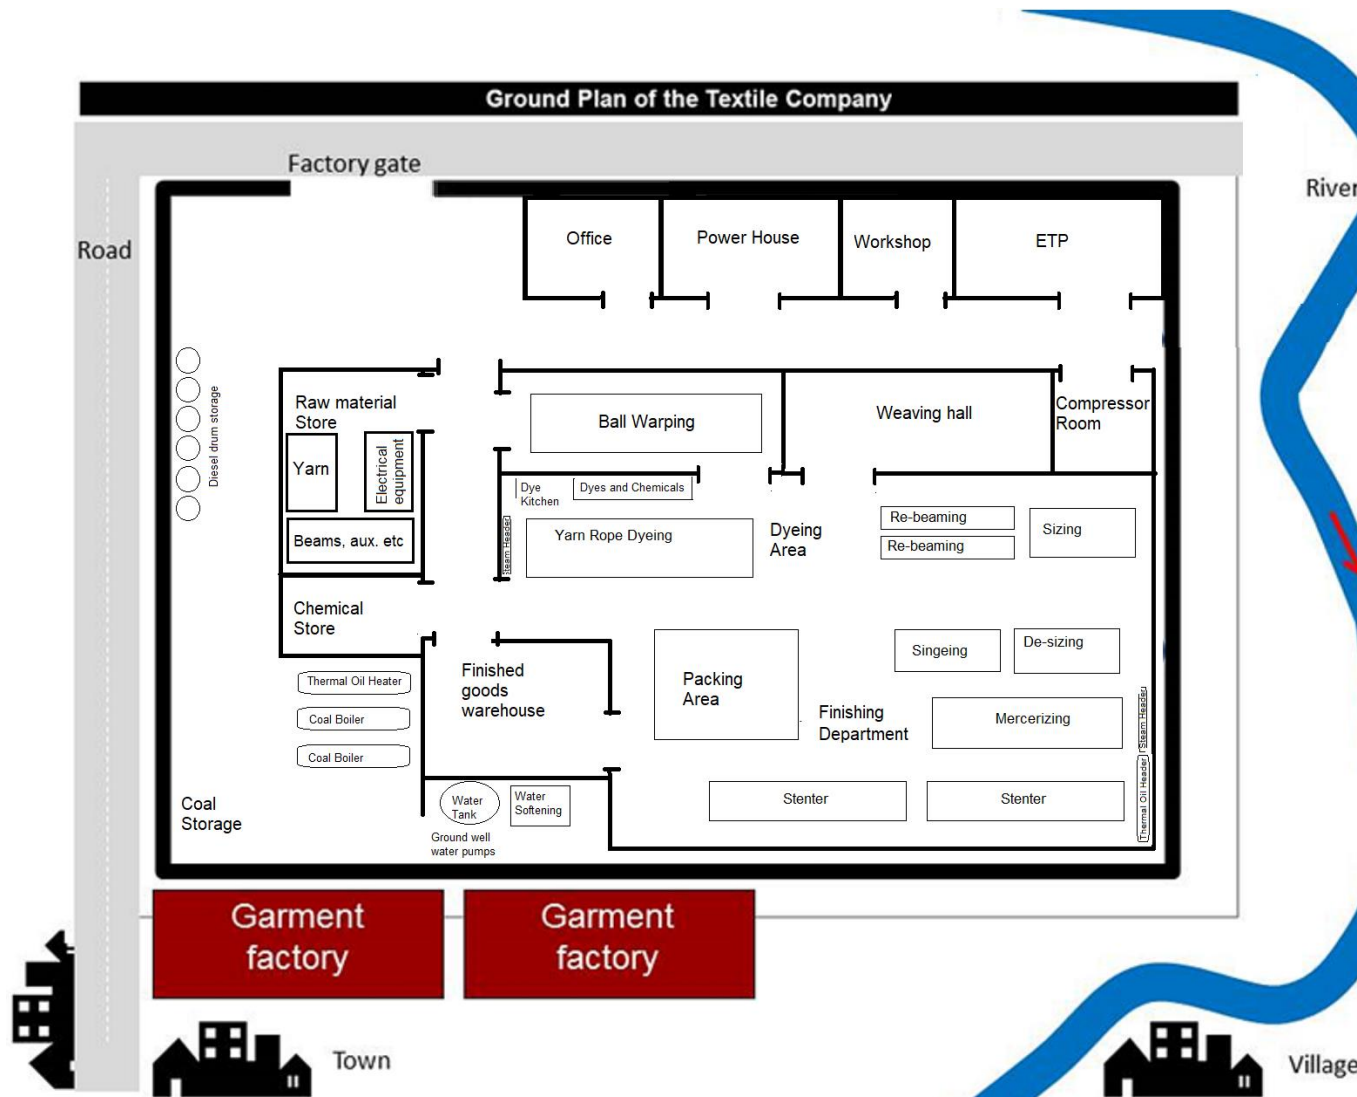 Ground Plan of the Textile Company
Factory gate
River
Road
Office
Power House
Workshop
ETP
Diesel drum storage
Raw material
Store
Yarn
Electrical
equipment
Beams, aux. etc
Ball Warping
Weaving hall
Compressor
Room
Dye
Kitchen
Dyes and Chemicals
Steam Header
Yarn Rope Dyeing
Dyeing
Area
Re-beaming
Re-beaming
Sizing
Chemical
Store
Thermal Oil Heater
Coal Boiler
Coal Boiler
Finished
goods
warehouse
Packing
Area
Singeing
De-sizing
Finishing
Department
Mercerizing
Steam Header
Stenter
Stenter
Thermal Oil Header
Coal
Storage
Water
Tank
Water
Softening
Ground well
water pumps
Garment
factory
Garment
factory
Town
Village